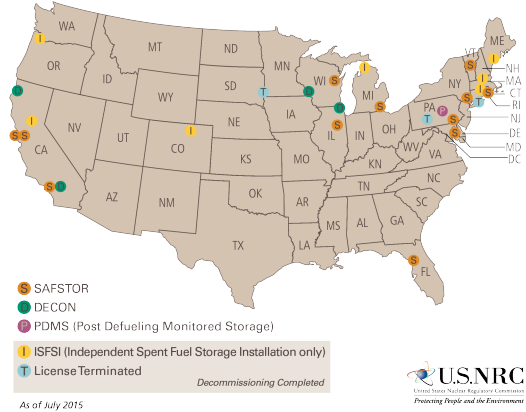 WA
ME
VT
MT
ND
MN
OR
NH
ID
WI
MI
NY
MA
SD
CT
WY
RI
PA
IA
NJ
NE
NV
UT
IL
IN
OH
DE
CA
CO
WV
MD
KS
MO
VA
DC
KY
NC
TN
OK
AZ
NM
AR
SC
MS
AL
GA
TX
LA
FL
S SAFSTOR
D DECON
P PDMS (Post Defueling Monitored Storage)
I ISFSI (Independent Spent Fuel Storage Installation only)
T License Terminated
Decommissioning Completed
U.S.NRC
United States Nuclear Regulatory Commission
Protecting People and the Environment
As of July 2015